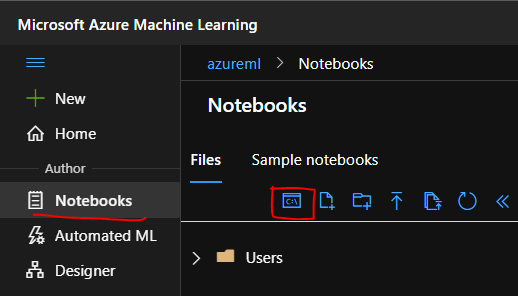 Microsoft Azure Machine Learning
azureml > Notebooks
New
Notebooks
Home
Author
Files Sample notebooks
Notebooks
C:\
Automated ML
Users
Designer